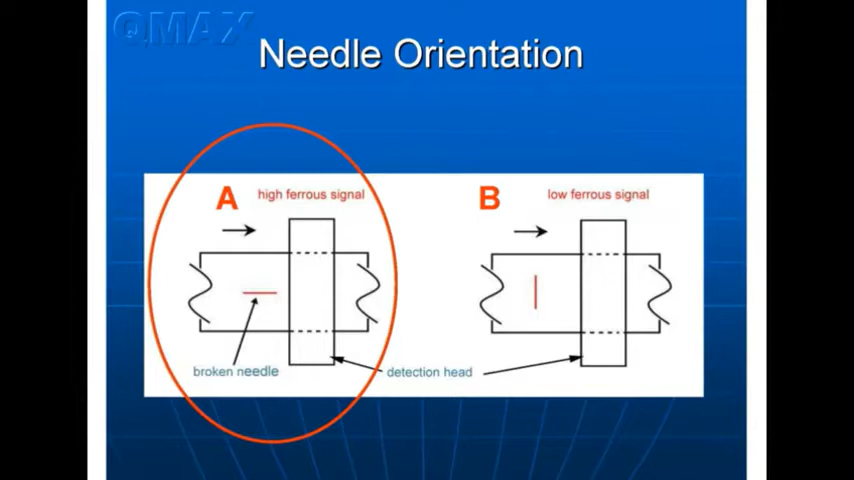 QMAX
Needle Orientation
A
high ferrous signal
B
low ferrous signal
broken needle
detection head